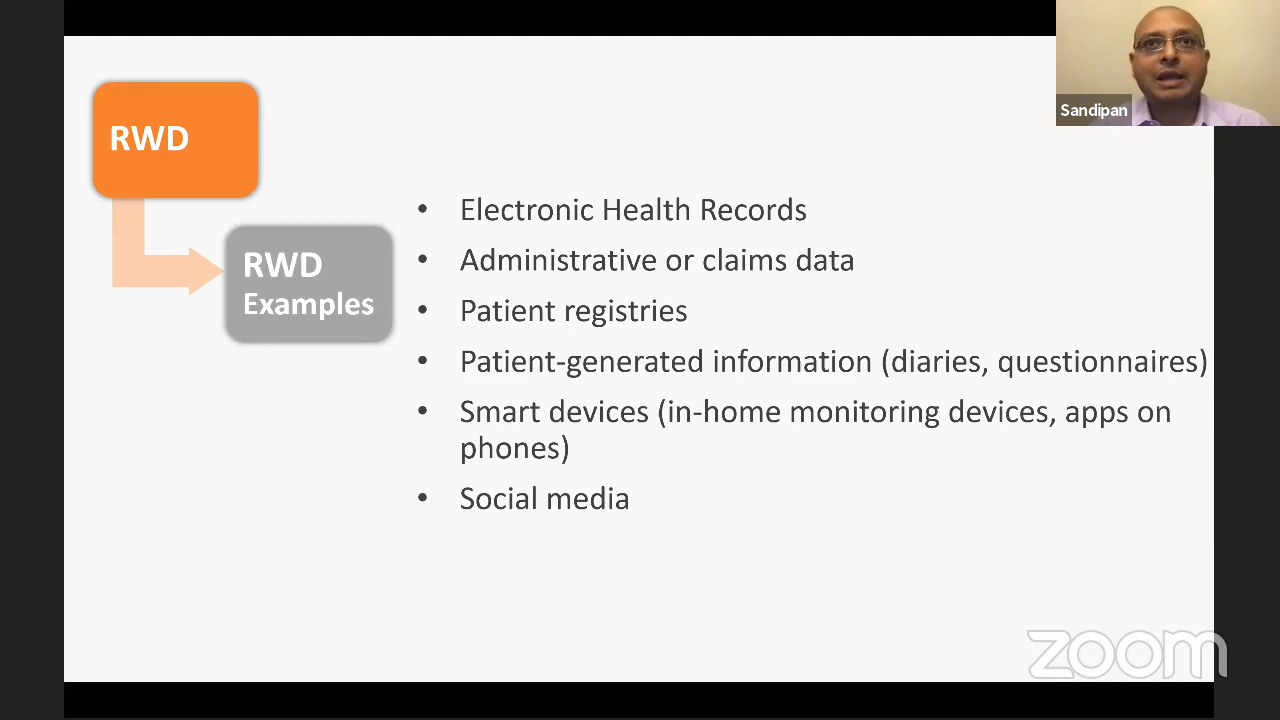 RWD
Sandipan
RWD
Examples
• Electronic Health Records
• Administrative or claims data
• Patient registries
• Patient-generated information (diaries, questionnaires)
• Smart devices (in-home monitoring devices, apps on
phones)
• Social media
zoom